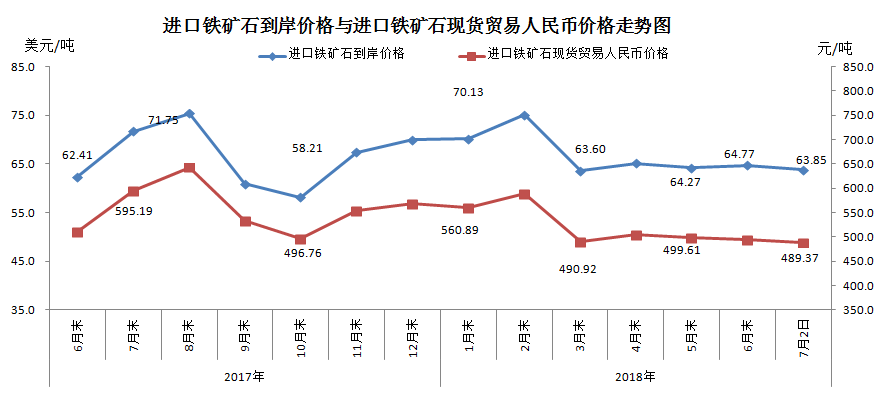 进口铁矿石到岸价格与进口铁矿石现货贸易人民币价格走势图
美元/吨
元/吨
进口铁矿石到岸价格
进口铁矿石现货贸易人民币价格
85.0
75.0
65.0
55.0
45.0
35.0
850.0
800.0
750.0
700.0
650.0
600.0
550.0
500.0
450.0
400.0
350.0
62.41
71.75
58.21
70.13
63.60
64.27
64.77
63.85
595.19
496.76
560.89
490.92
499.61
489.37
6月末
7月末
8月末
9月末
10月末
11月末
12月末
1月末
2月末
3月末
4月末
5月末
6月末
7月2日
2017年
2018年